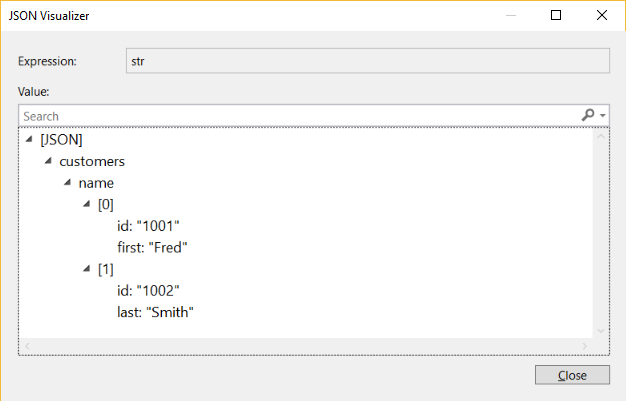 JSON Visualizer
Expression: str
Value:
Search
[JSON]
customers
name
[0]
id: "1001"
first: "Fred"
[1]
id: "1002"
last: "Smith"
Close